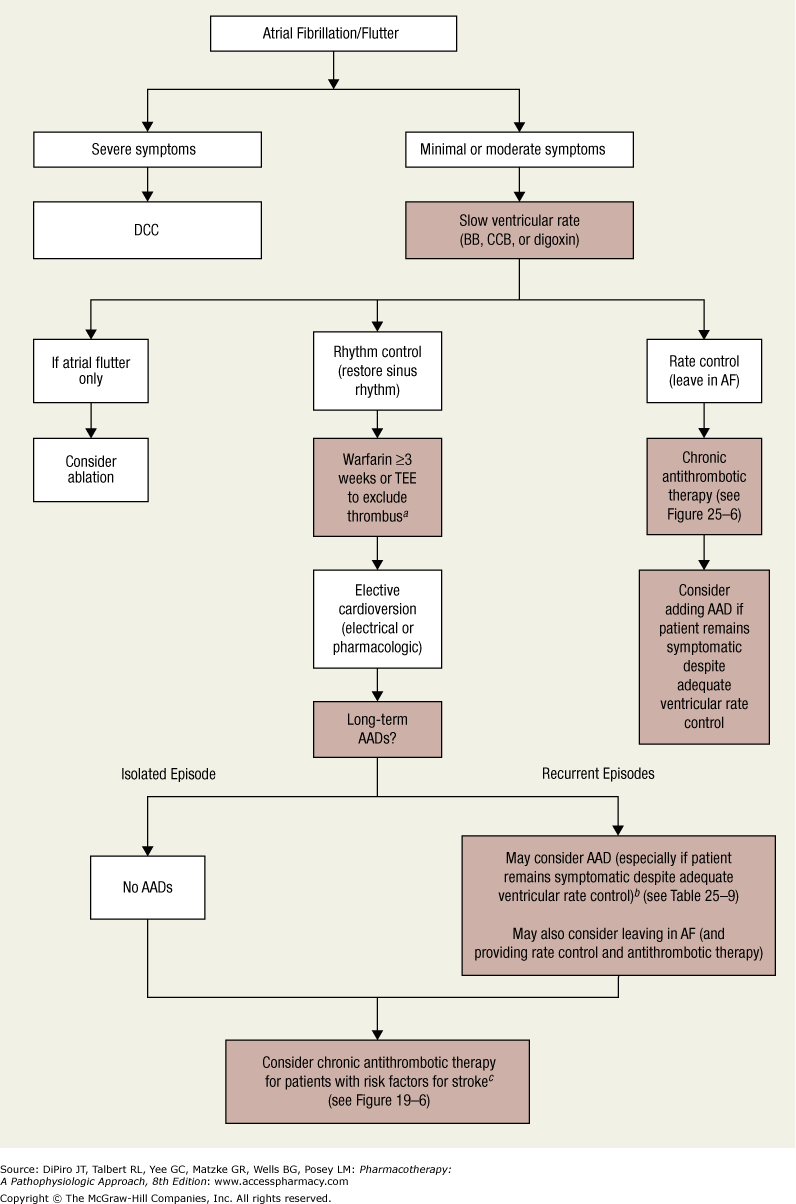 Atrial Fibrillation/Flutter
Severe symptoms
Minimal or moderate symptoms
DCC
Slow ventricular rate
(BB, CCB, or digoxin)
If atrial flutter
only
Rhythm control
(restore sinus
rhythm)
Rate control
(leave in AF)
Consider
ablation
Warfarin ≥3
weeks or TEE
to exclude
thrombusᵃ
Chronic
antithrombotic
therapy (see
Figure 25–6)
Elective
cardioversion
(electrical or
pharmacologic)
Consider
adding AAD if
patient remains
symptomatic
despite
adequate
ventricular rate
control
Long-term
AADs?
Isolated Episode
Recurrent Episodes
No AADs
May consider AAD (especially if patient
remains symptomatic despite adequate
ventricular rate control)ᵇ (see Table 25–9)
May also consider leaving in AF (and
providing rate control and antithrombotic therapy)
Consider chronic antithrombotic therapy
for patients with risk factors for strokeᶜ
(see Figure 19–6)
Source: DiPiro JT, Talbert RL, Yee GC, Matzke GR, Wells BG, Posey LM: Pharmacotherapy:
A Pathophysiologic Approach, 8th Edition: www.accesspharmacy.com
Copyright © The McGraw-Hill Companies, Inc. All rights reserved.